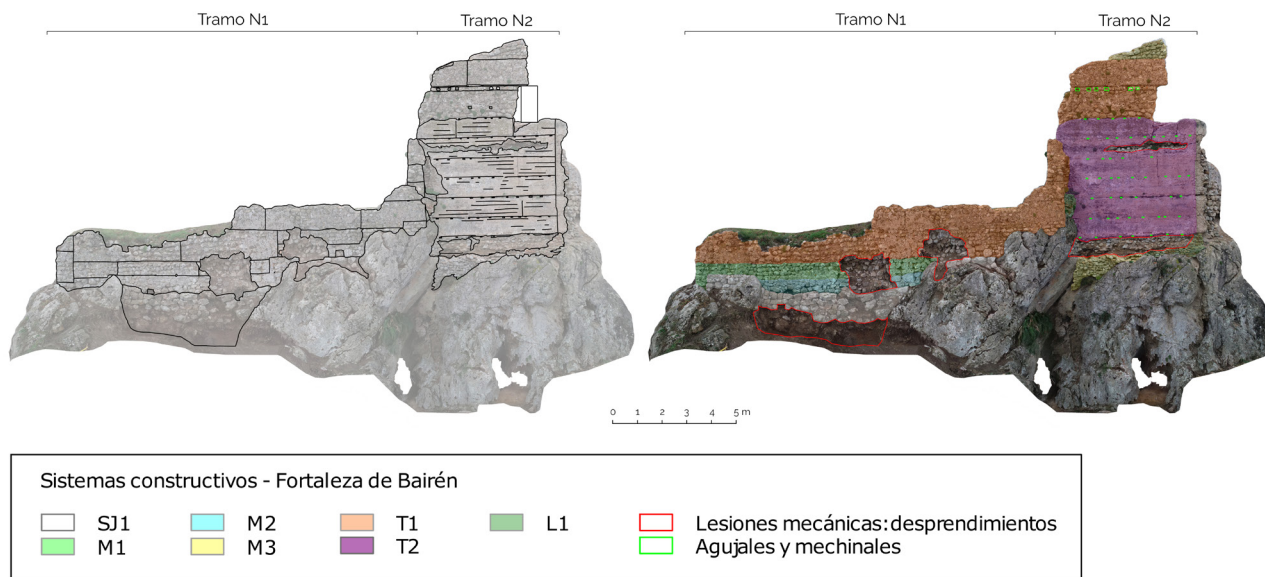 Tramo N1 Tramo N2 Tramo N1 Tramo N2
0 1 2 3 4 5 m
Sistemas constructivos - Fortaleza de Bairén
SJ1 M2 T1 L1 Lesiones mecánicas:desprendimientos
M1 M3 T2 Agujales y mechinales